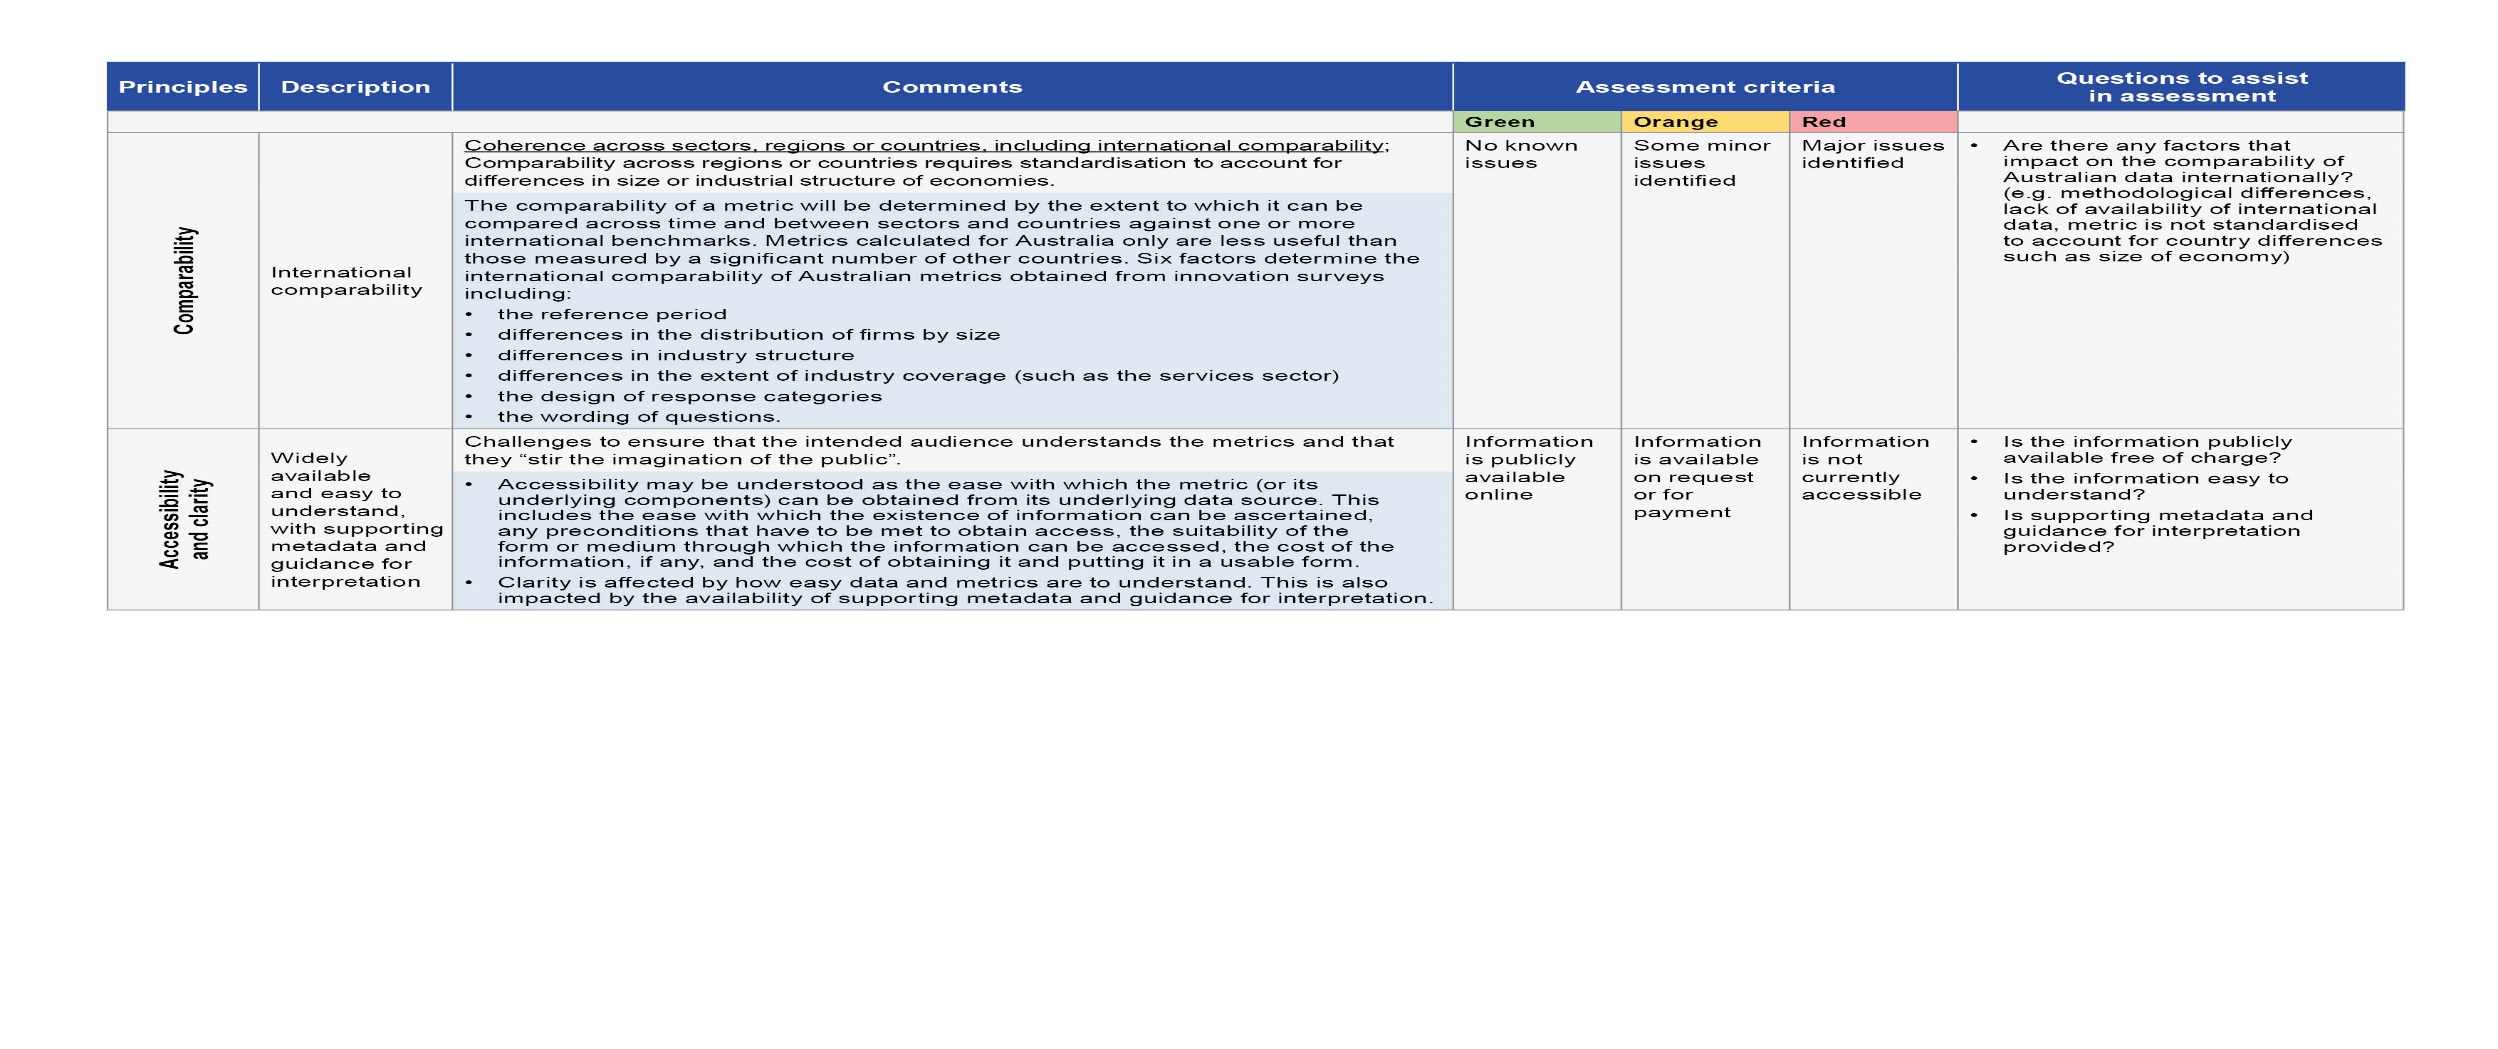 Principles
Description
Comments
Assessment criteria
Questions to assist
in assessment
Green
Orange
Red
Comparability
International
comparability
Coherence across sectors, regions or countries, including international comparability;
Comparability across regions or countries requires standardisation to account for
differences in size or industrial structure of economies.
The comparability of a metric will be determined by the extent to which it can be
compared across time and between sectors and countries against one or more
international benchmarks. Metrics calculated for Australia only are less useful than
those measured by a significant number of other countries. Six factors determine the
international comparability of Australian metrics obtained from innovation surveys
including:
• the reference period
• differences in the distribution of firms by size
• differences in industry structure
• differences in the extent of industry coverage (such as the services sector)
• the design of response categories
• the wording of questions.
No known
issues
Some minor
issues
identified
Major issues
identified
• Are there any factors that
impact on the comparability of
Australian data internationally?
(e.g. methodological differences,
lack of availability of international
data, metric is not standardised
to account for country differences
such as size of economy)
Accessibility
and clarity
Widely
available
and easy to
understand,
with supporting
metadata and
guidance for
interpretation
Challenges to ensure that the intended audience understands the metrics and that
they “stir the imagination of the public”.
• Accessibility may be understood as the ease with which the metric (or its
underlying components) can be obtained from its underlying data source. This
includes the ease with which the existence of information can be ascertained,
any preconditions that have to be met to obtain access, the suitability of the
form or medium through which the information can be accessed, the cost of the
information, if any, and the cost of obtaining it and putting it in a usable form.
• Clarity is affected by how easy data and metrics are to understand. This is also
impacted by the availability of supporting metadata and guidance for interpretation.
Information
is publicly
available
online
Information
is available
on request
or for
payment
Information
is not
currently
accessible
• Is the information publicly
available free of charge?
• Is the information easy to
understand?
• Is supporting metadata and
guidance for interpretation
provided?